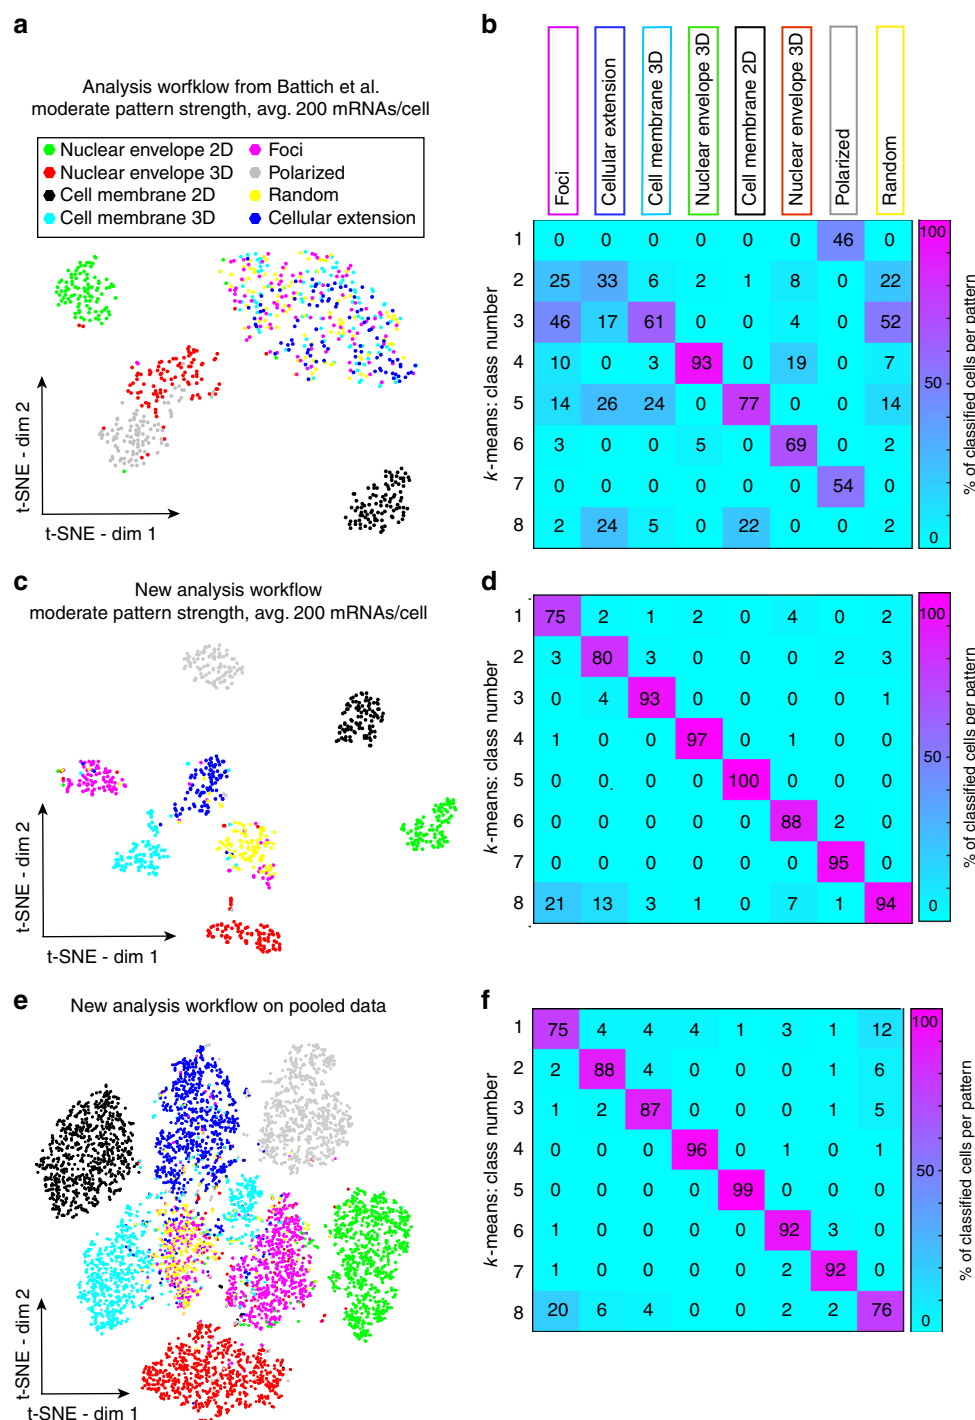 a
Analysis worfklow from Battich et al.
moderate pattern strength, avg. 200 mRNAs/cell
Nuclear envelope 2D
Nuclear envelope 3D
Cell membrane 2D
Cell membrane 3D
Foci
Polarized
Random
Cellular extension
t-SNE - dim 2
t-SNE - dim 1
b
Foci
Cellular extension
Cell membrane 3D
Nuclear envelope 3D
Cell membrane 2D
Nuclear envelope 3D
Polarized
Random
k-means: class number
1 0 0 0 0 0 0 46 0
2 25 33 6 2 1 8 0 22
3 46 17 61 0 0 4 0 52
4 10 0 3 93 0 19 0 7
5 14 26 24 0 77 0 0 14
6 3 0 0 5 0 69 0 2
7 0 0 0 0 0 0 54 0
8 2 24 5 0 22 0 0 2
100
50
0
% of classified cells per pattern
c
New analysis workflow
moderate pattern strength, avg. 200 mRNAs/cell
t-SNE - dim 2
t-SNE - dim 1
d
k-means: class number
1 75 2 1 2 0 4 0 2
2 3 80 3 0 0 0 2 3
3 0 4 93 0 0 0 0 1
4 1 0 0 97 0 1 0 0
5 0 0 0 0 100 0 0 0
6 0 0 0 0 0 88 2 0
7 0 0 0 0 0 0 95 0
8 21 13 3 1 0 7 1 94
100
50
0
% of classified cells per pattern
e
New analysis workflow on pooled data
t-SNE - dim 2
t-SNE - dim 1
f
k-means: class number
1 75 4 4 4 1 3 1 12
2 2 88 4 0 0 0 1 6
3 1 2 87 0 0 0 1 5
4 0 0 0 96 0 1 0 1
5 0 0 0 0 99 0 0 0
6 1 0 0 0 0 92 3 0
7 1 0 0 0 0 2 92 0
8 20 6 4 0 0 2 2 76
100
50
0
% of classified cells per pattern